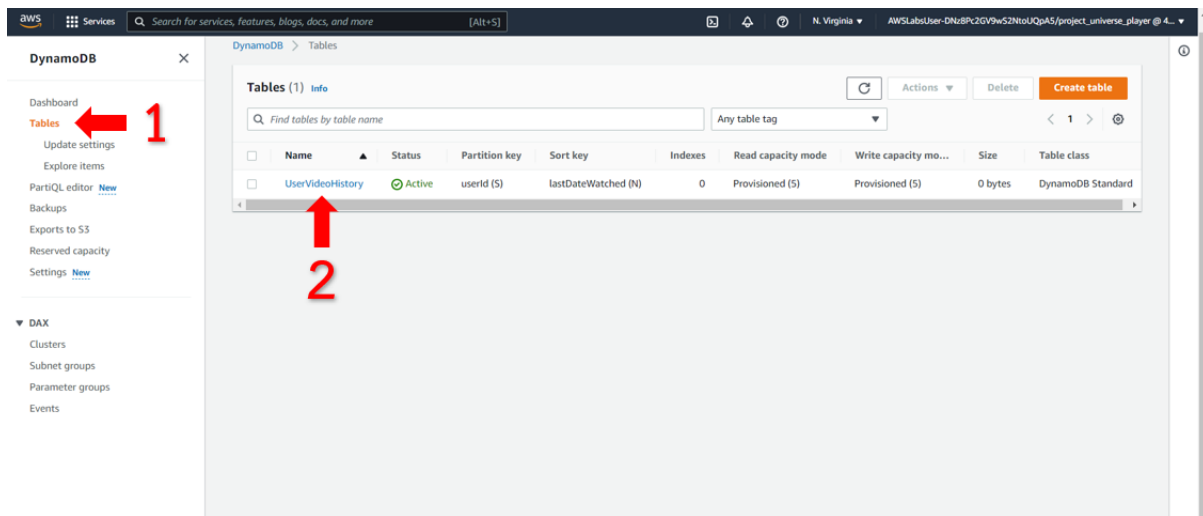 aws Services Search for services, features, blogs, docs, and more [Alt+S] N. Virginia AWSLabsUser-DNz8Pc2GV9wS2NtoUQpA5/project_universe_player @ 4...
DynamoDB
DynamoDB > Tables
Dashboard
Tables
1
Update settings
Explore items
PartiQL editor New
Backups
Exports to S3
Reserved capacity
Settings New
DAX
Clusters
Subnet groups
Parameter groups
Events
Tables (1) Info
Actions Delete Create table
Find tables by table name Any table tag < 1 >
Name Status Partition key Sort key Indexes Read capacity mode Write capacity mo... Size Table class
UserVideoHistory Active userId (S) lastDateWatched (N) 0 Provisioned (5) Provisioned (5) 0 bytes DynamoDB Standard
2